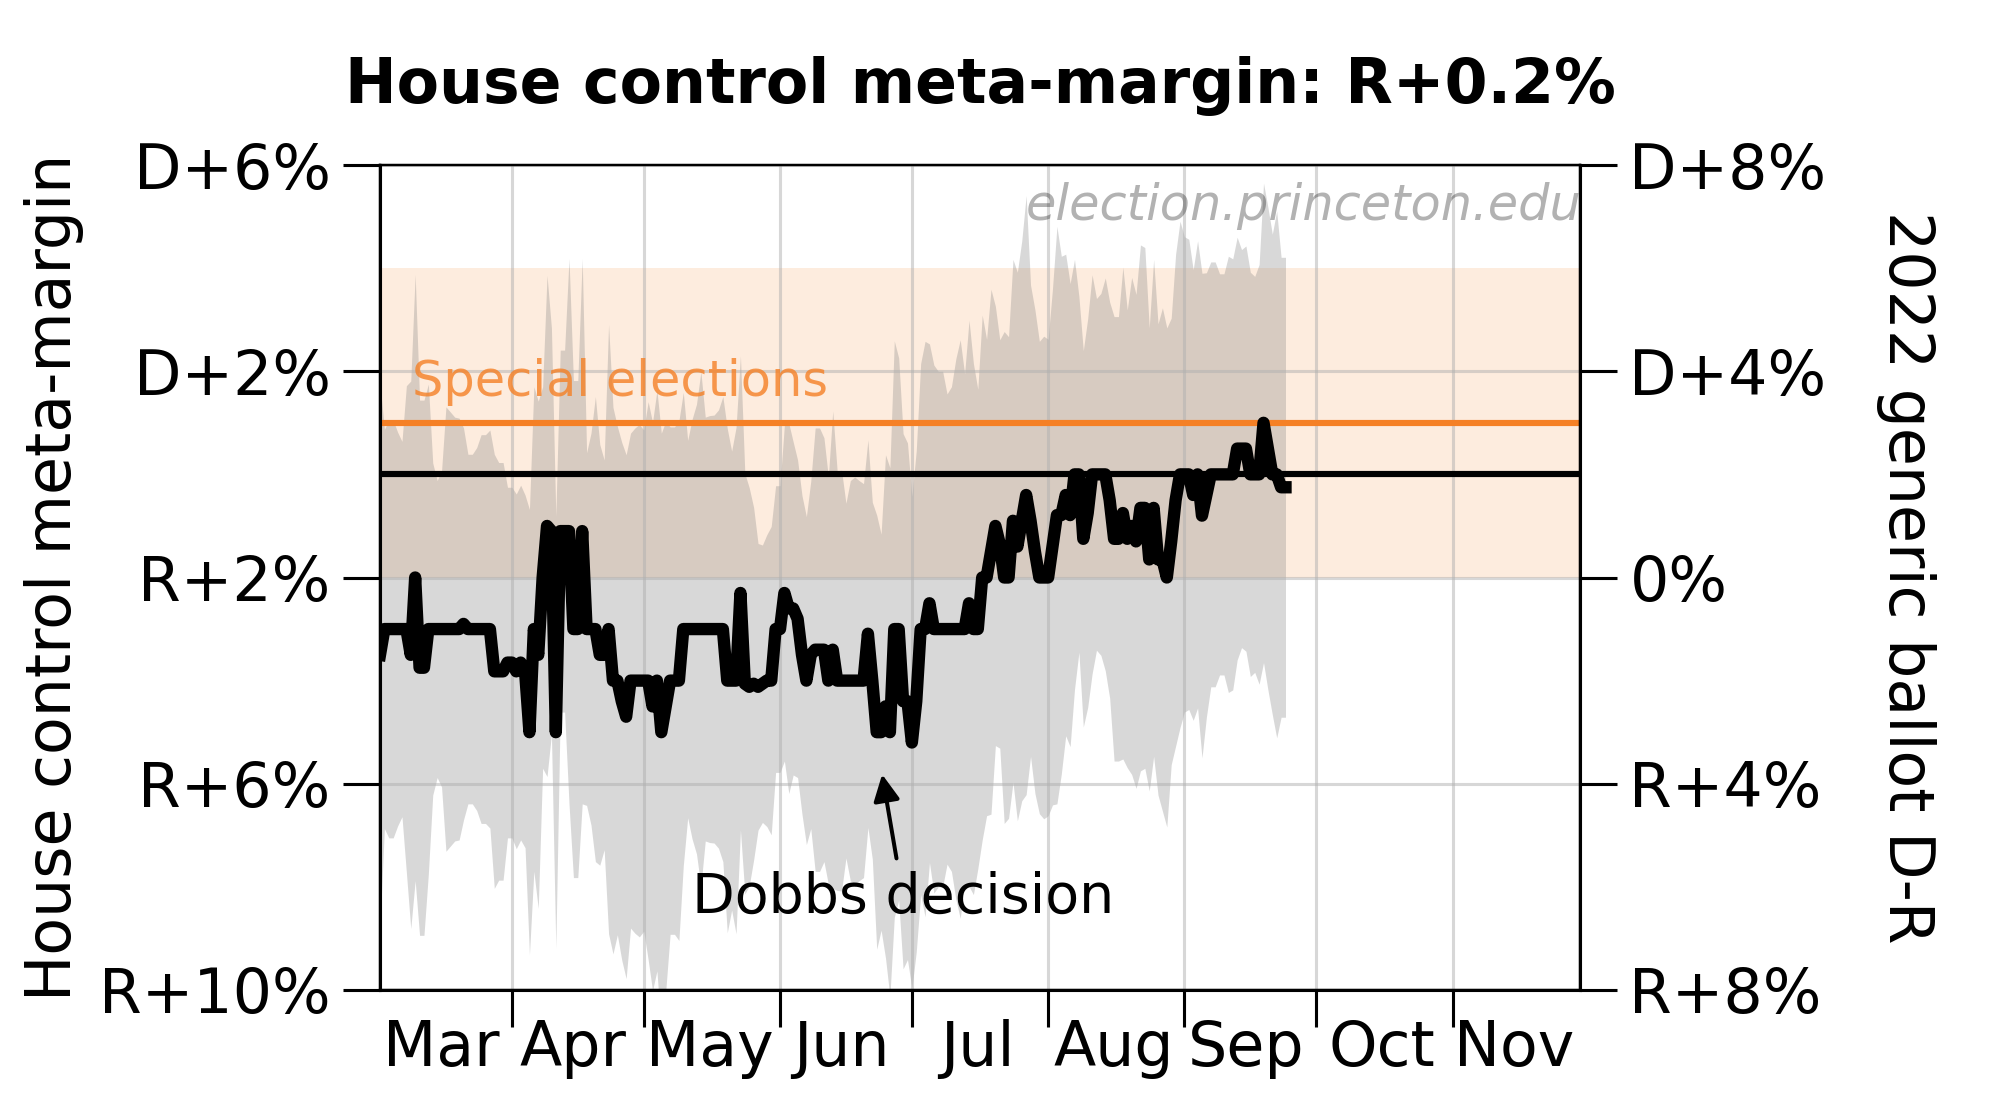 House control meta-margin: R+0.2%
House control meta-margin
D+6%
D+2%
R+2%
R+6%
R+10%
election.princeton.edu
Special elections
Dobbs decision
D+8%
D+4%
0%
R+4%
R+8%
2022 generic ballot D-R
Mar Apr May Jun Jul Aug Sep Oct Nov